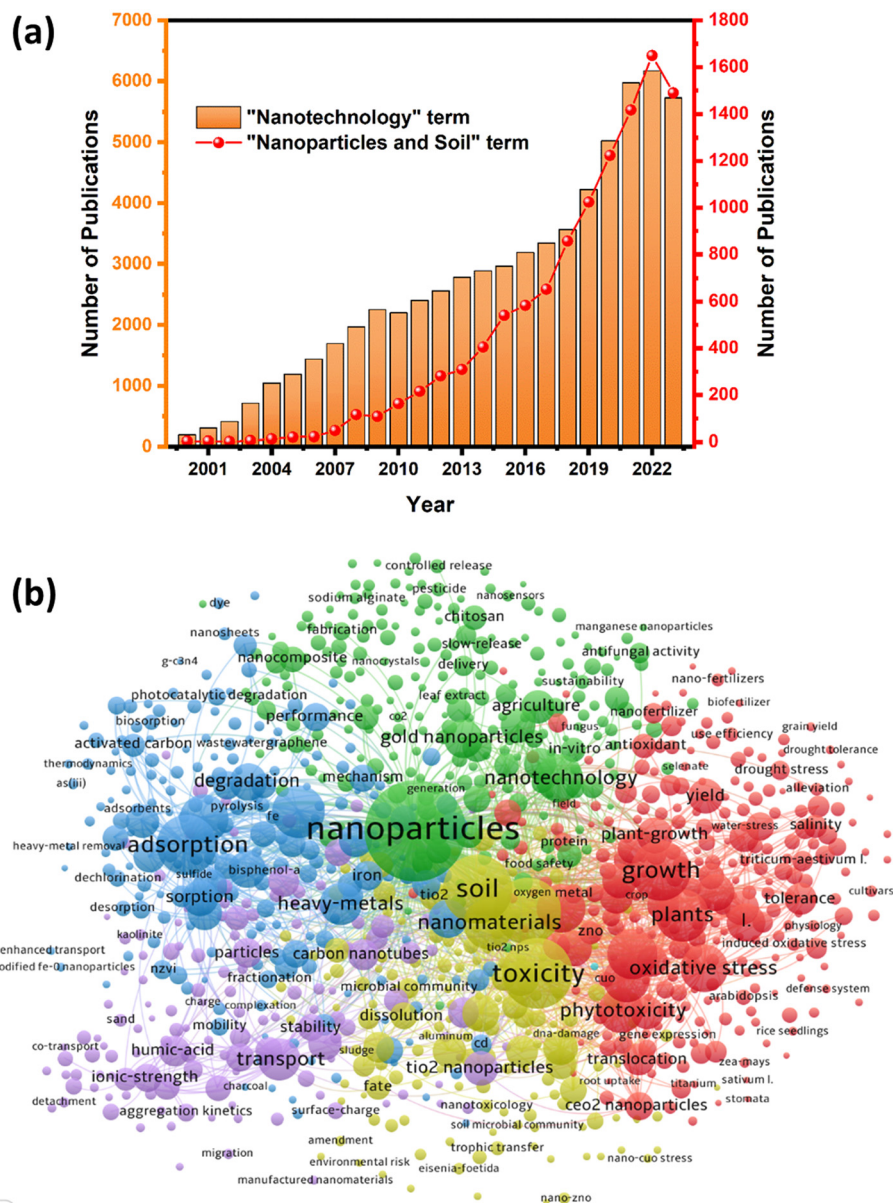 (a)
7000
6000
5000
4000
3000
2000
1000
0
Number of Publications
1800
1600
1400
1200
1000
800
600
400
200
0
Number of Publications
"Nanotechnology" term
"Nanoparticles and Soil" term
2001 2004 2007 2010 2013 2016 2019 2022
Year
(b)
controlled release
pesticide
sodium alginate
nanosensors
dye
chitosan
fabrication
manganese nanoparticles
nanosheets
slow-release
antifungal activity
g-c3n4
nanocomposite
nanocrystals
delivery
nano-fertilizers
sustainability
photocatalytic degradation
leaf extract
agriculture
biofertilizer
nanofertilizer
biosorption
performance
co2
fungus
grain yield
use efficiency
activated carbon
wastewater
graphene
gold nanoparticles
in-vitro
antioxidant
drought tolerance
thermodynamics
selenate
drought stress
as(iii)
degradation
mechanism
nanotechnology
generation
alleviation
yield
adsorbents
pyrolysis
fe
field
nanoparticles
plant-growth
water-stress
salinity
heavy-metal removal
adsorption
protein
food safety
triticum-aestivum l.
dechlorination
sulfide
bisphenol-a
iron
growth
soil
sorption
tio2
oxygen
metal
crop
tolerance
cultivars
desorption
heavy-metals
nanomaterials
plants
l.
physiology
kaolinite
zno
induced oxidative stress
enhanced transport
particles
carbon nanotubes
tio2 nps
odified fe-0 nanoparticles
nzvi
fractionation
toxicity
cuo
oxidative stress
defense system
microbial community
charge
complexation
arabidopsis
sand
mobility
stability
dissolution
phytotoxicity
rice seedlings
aluminum
dna-damage
gene expression
co-transport
humic-acid
transport
sludge
cd
translocation
zea-mays
ionic-strength
tio2 nanoparticles
root uptake
titanium
sativum l.
charcoal
fate
stomata
detachment
aggregation kinetics
surface-charge
nanotoxicology
ceo2 nanoparticles
soil microbial community
amendment
trophic transfer
migration
environmental risk
eisenia-foetida
nano-cuo stress
manufactured nanomaterials
nano-zno